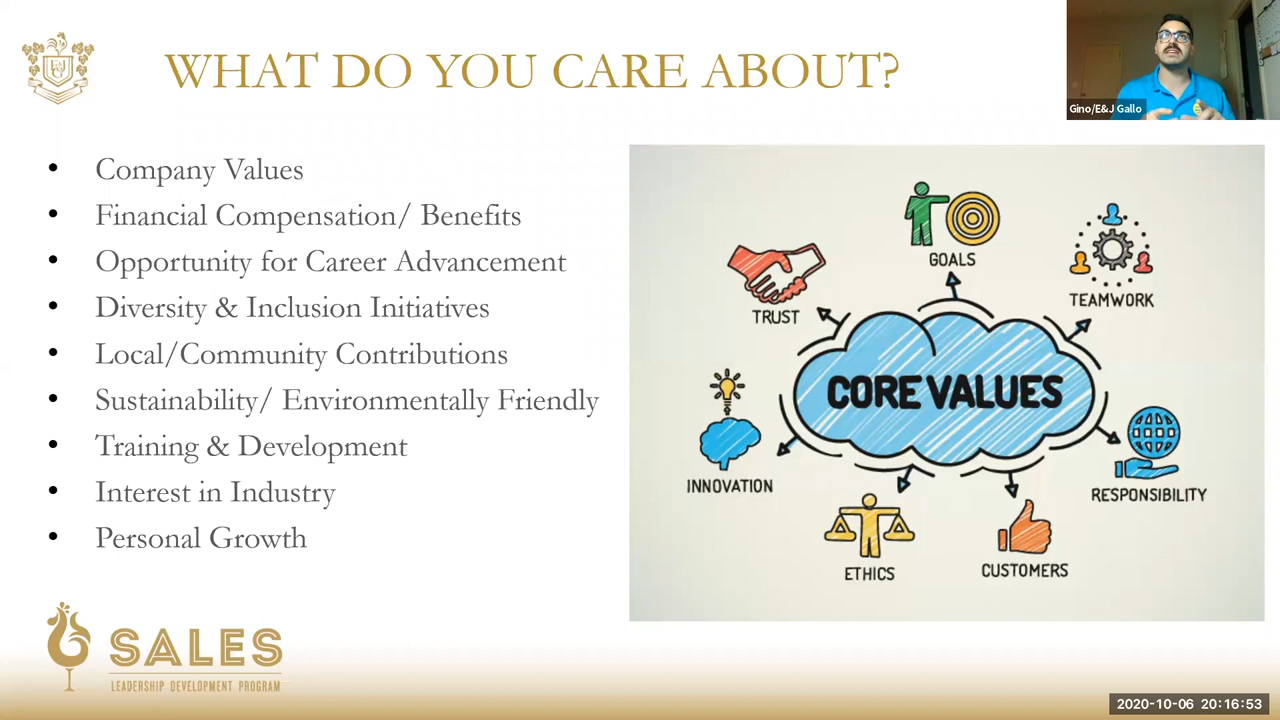 WHAT DO YOU CARE ABOUT?
Gino/E&J Gallo
• Company Values
• Financial Compensation/ Benefits
• Opportunity for Career Advancement
• Diversity & Inclusion Initiatives
• Local/Community Contributions
• Sustainability/ Environmentally Friendly
• Training & Development
• Interest in Industry
• Personal Growth
GOALS
TEAMWORK
TRUST
CORE VALUES
INNOVATION
RESPONSIBILITY
ETHICS
CUSTOMERS
SALES
LEADERSHIP DEVELOPMENT PROGRAM
2020-10-06 20:16:53